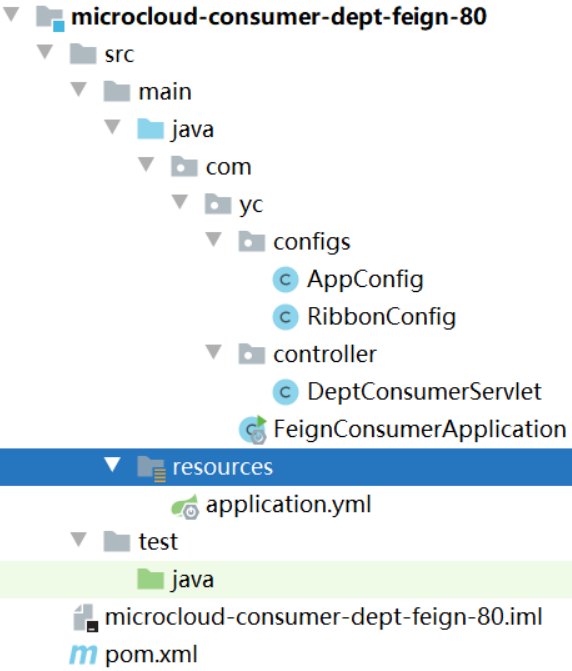 microcloud-consumer-dept-feign-80
src
main
java
com
yc
configs
AppConfig
RibbonConfig
controller
DeptConsumerServlet
FeignConsumerApplication
resources
application.yml
test
java
microcloud-consumer-dept-feign-80.iml
pom.xml